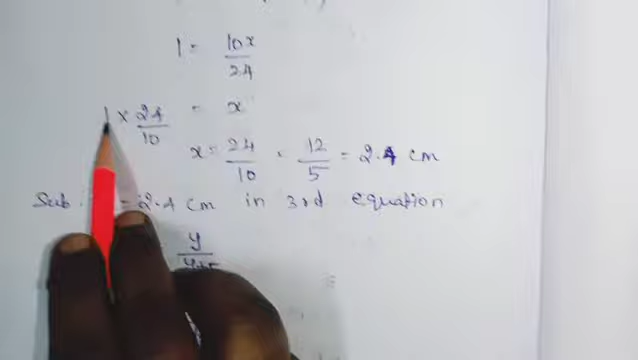 1 = 10x/24
1 × 24/10 = x
x = 24/10 = 12/5 = 2.4 cm
Sub. = 2.4 cm in 3rd equation
y